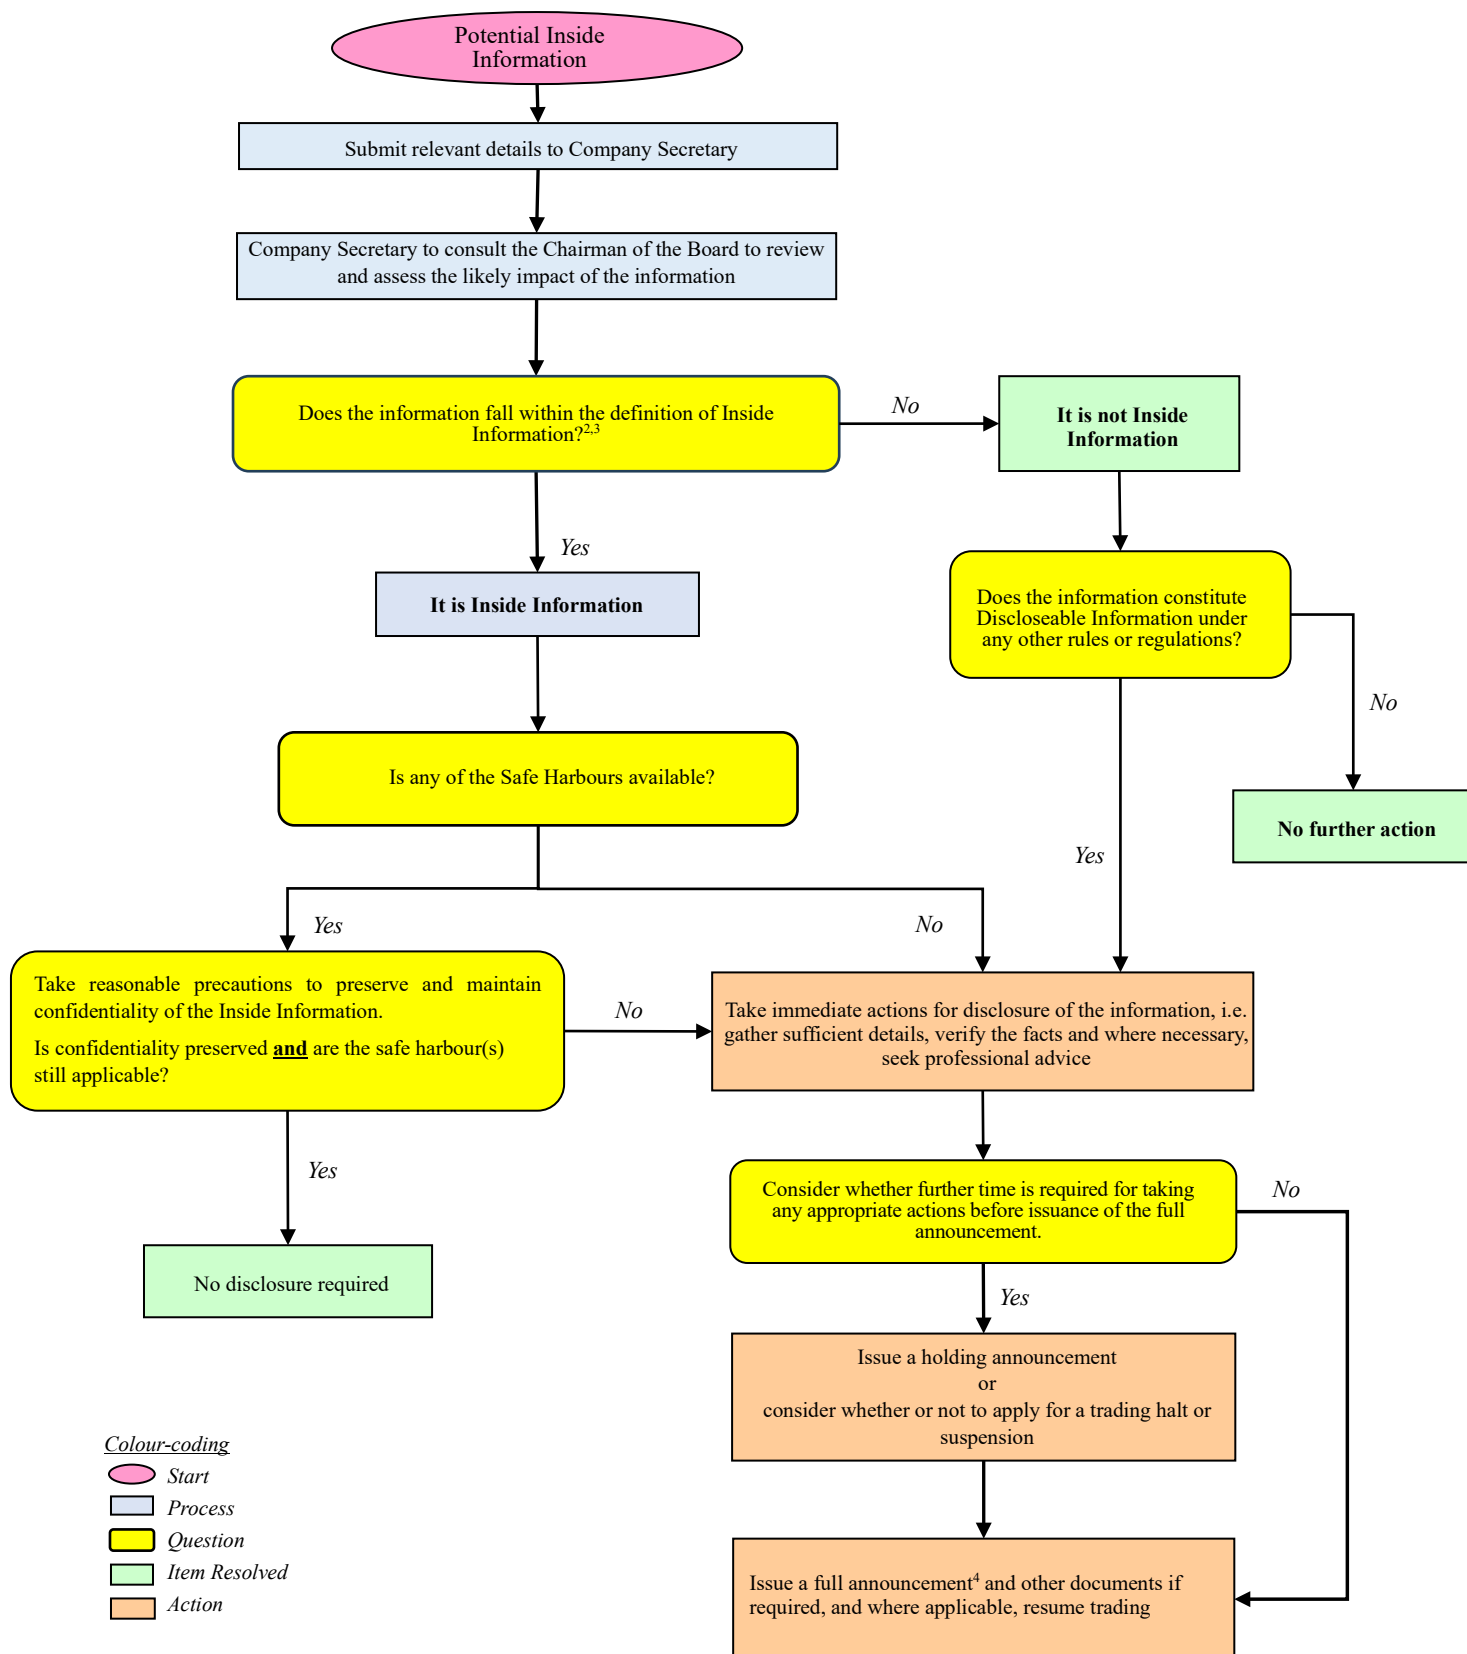 Potential Inside
Information
Submit relevant details to Company Secretary
Company Secretary to consult the Chairman of the Board to review
and assess the likely impact of the information
Does the information fall within the definition of Inside
Information?2,3
No
It is not Inside
Information
Yes
It is Inside Information
Does the information constitute
Discloseable Information under
any other rules or regulations?
No
No further action
Yes
Is any of the Safe Harbours available?
Yes
No
Take reasonable precautions to preserve and maintain
confidentiality of the Inside Information.
Is confidentiality preserved and are the safe harbour(s)
still applicable?
No
Take immediate actions for disclosure of the information, i.e.
gather sufficient details, verify the facts and where necessary,
seek professional advice
Yes
No disclosure required
Consider whether further time is required for taking
any appropriate actions before issuance of the full
announcement.
No
Yes
Issue a holding announcement
or
consider whether or not to apply for a trading halt or
suspension
Issue a full announcement4 and other documents if
required, and where applicable, resume trading
Colour-coding
Start
Process
Question
Item Resolved
Action